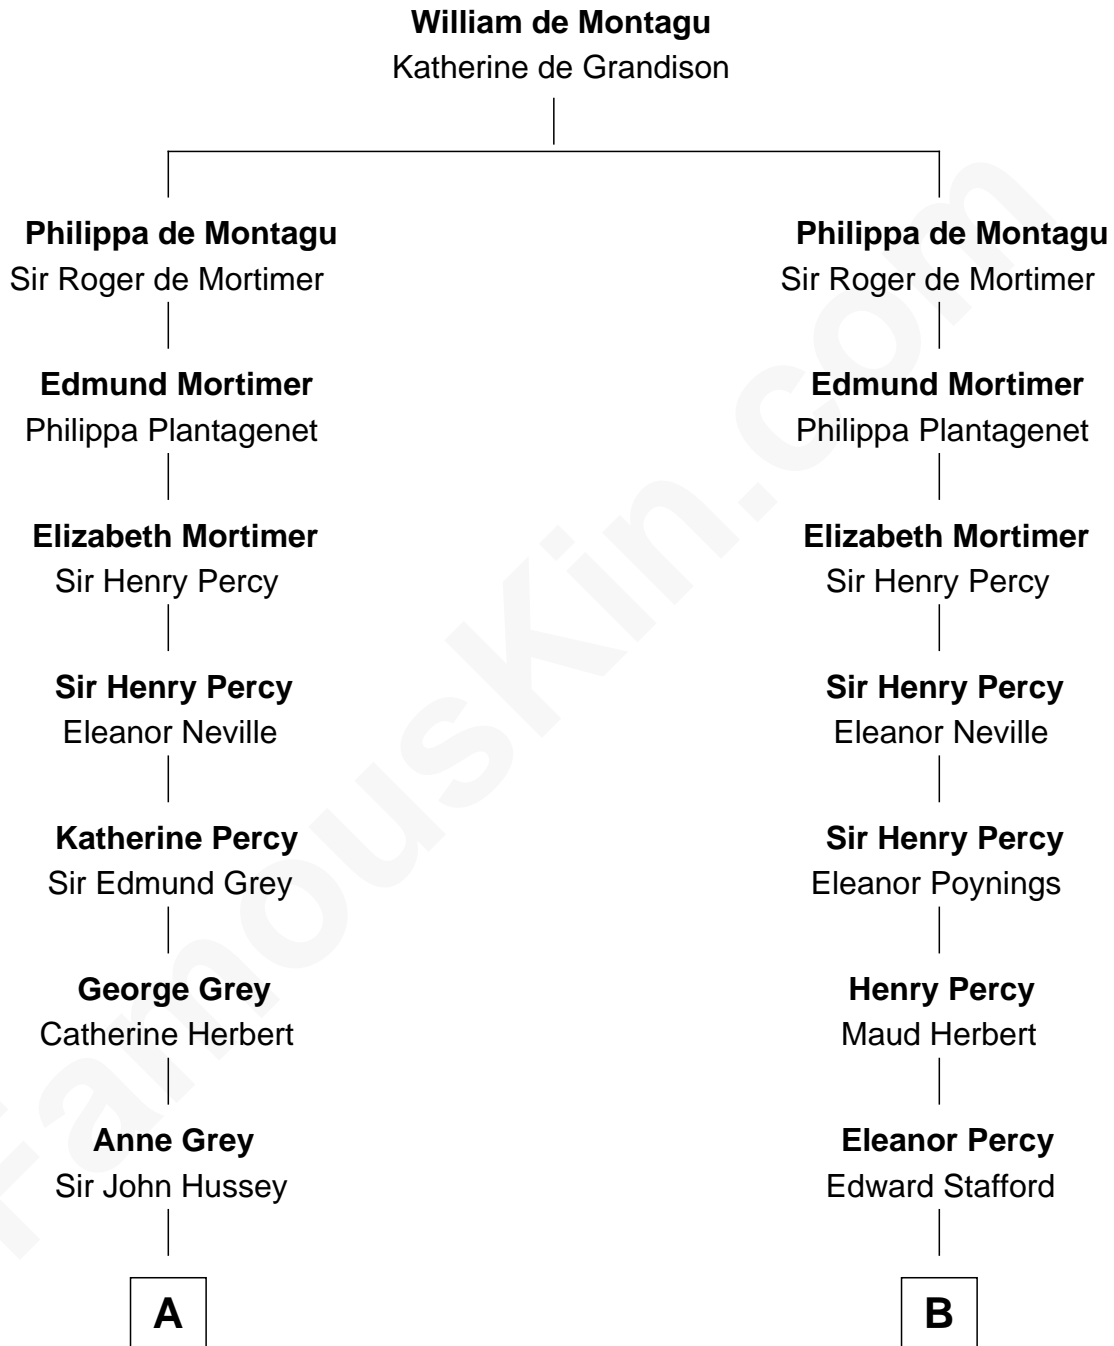 William de Montagu
Katherine de Grandison
Philippa de Montagu
Sir Roger de Mortimer
Edmund Mortimer
Philippa Plantagenet
Elizabeth Mortimer
Sir Henry Percy
Sir Henry Percy
Eleanor Neville
Katherine Percy
Sir Edmund Grey
George Grey
Catherine Herbert
Anne Grey
Sir John Hussey
A
Philippa de Montagu
Sir Roger de Mortimer
Edmund Mortimer
Philippa Plantagenet
Elizabeth Mortimer
Sir Henry Percy
Sir Henry Percy
Eleanor Neville
Sir Henry Percy
Eleanor Poynings
Henry Percy
Maud Herbert
Eleanor Percy
Edward Stafford
B
FamousKin.com